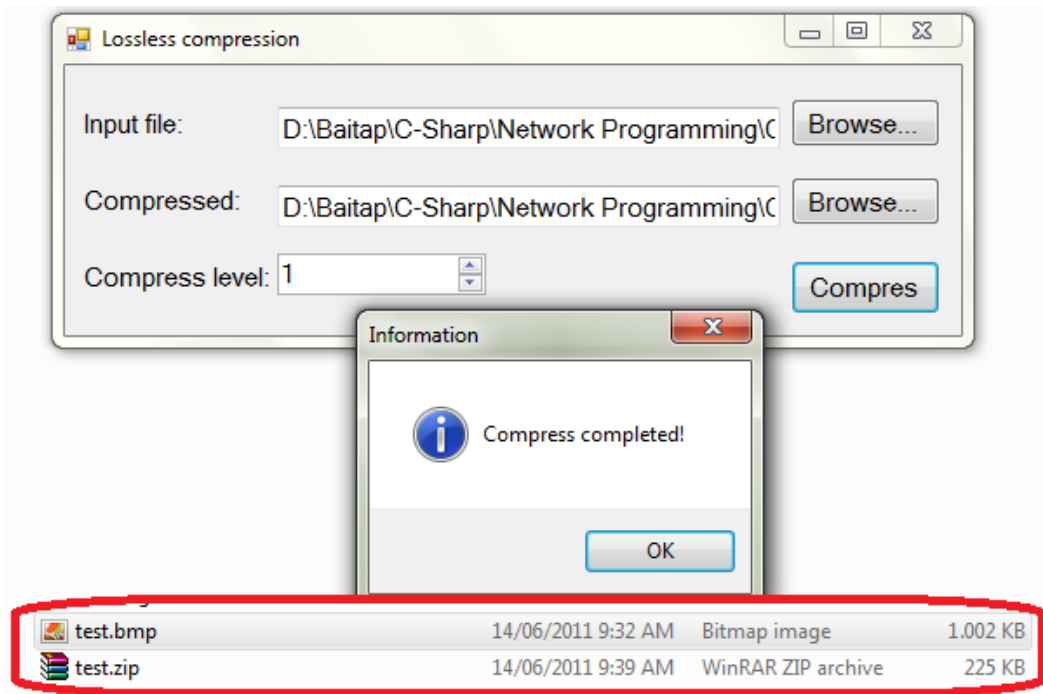 Lossless compression
Input file: D:\Baitap\C-Sharp\Network Programming\C Browse...
Compressed: D:\Baitap\C-Sharp\Network Programming\C Browse...
Compress level: 1
Compres
Information
Compress completed!
OK
test.bmp 14/06/2011 9:32 AM Bitmap image 1.002 KB
test.zip 14/06/2011 9:39 AM WinRAR ZIP archive 225 KB